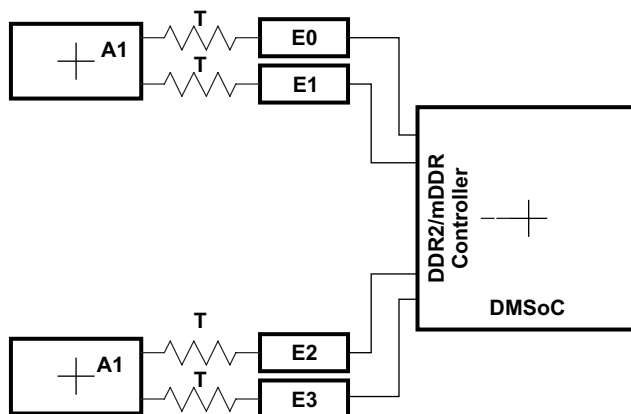 T
A1
E0
T
E1
DDR2/mDDR
Controller
DMSoC
T
A1
E2
T
E3